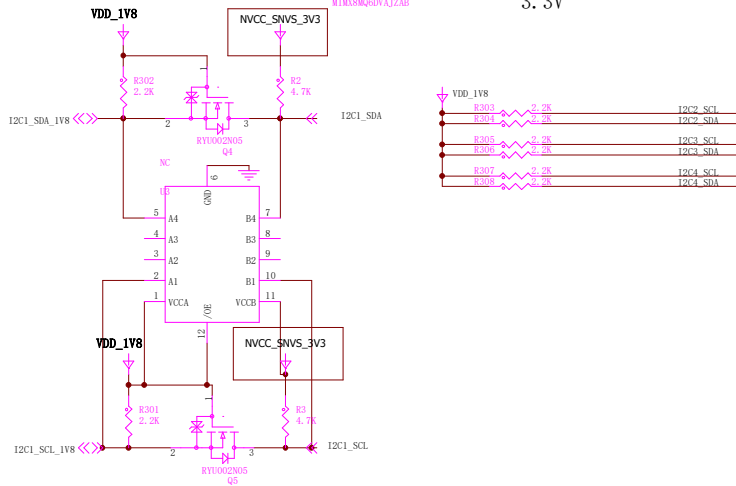 MIMX8MQ6DVAJZAB
3.3V
VDD_1V8
NVCC_SNVS_3V3
1
R302
2.2K
R2
4.7K
I2C1_SDA_1V8
2
3
I2C1_SDA
RYU002N05
Q4
VDD_1V8
R303
2.2K
I2C2_SCL
R304
2.2K
I2C2_SDA
R305
2.2K
I2C3_SCL
R306
2.2K
I2C3_SDA
R307
2.2K
I2C4_SCL
R308
2.2K
I2C4_SDA
NC
U3
6
GND
5
A4
B4
7
4
A3
B3
8
3
A2
B2
9
2
A1
B1
10
1
VCCA
VCCB
11
/OE
12
VDD_1V8
NVCC_SNVS_3V3
1
R301
2.2K
R3
4.7K
I2C1_SCL_1V8
2
3
I2C1_SCL
RYU002N05
Q5